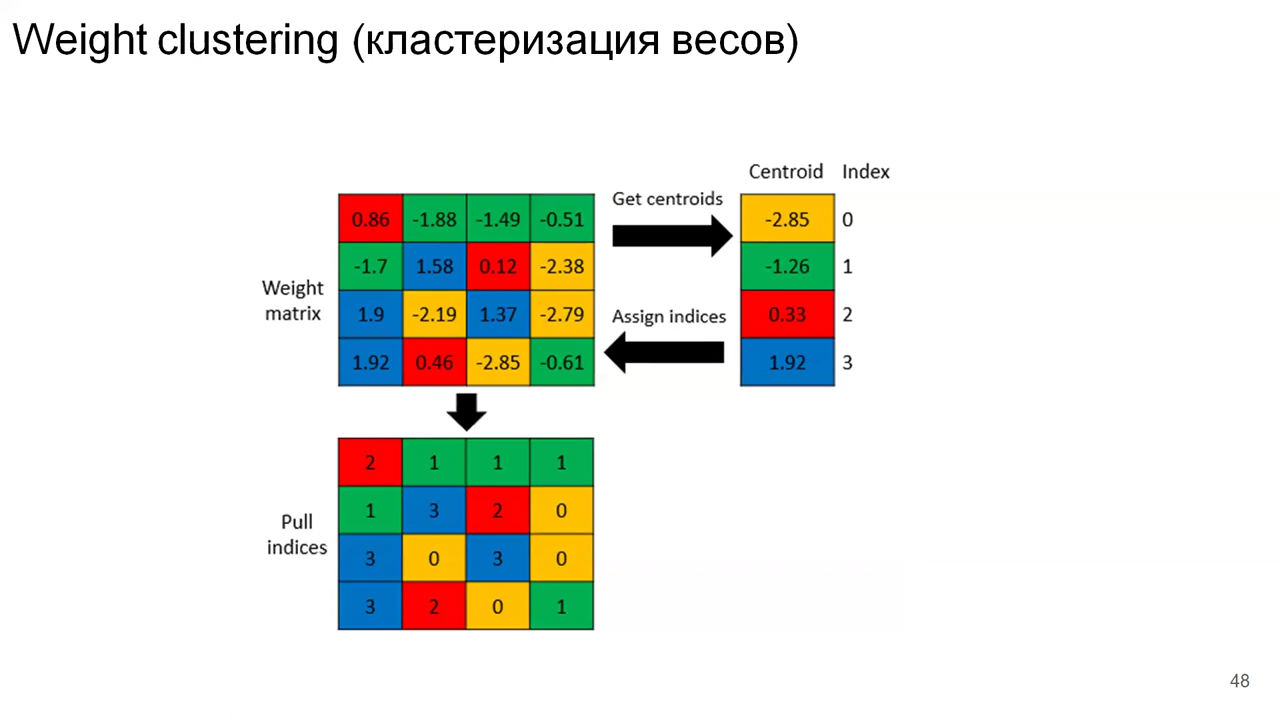 Weight clustering (кластеризация весов)
Centroid Index
Get centroids
0.86 -1.88 -1.49 -0.51
-2.85 0
-1.7 1.58 0.12 -2.38
-1.26 1
Weight
matrix
1.9 -2.19 1.37 -2.79
Assign indices
0.33 2
1.92 0.46 -2.85 -0.61
1.92 3
2 1 1 1
1 3 2 0
Pull
indices
3 0 3 0
3 2 0 1
48